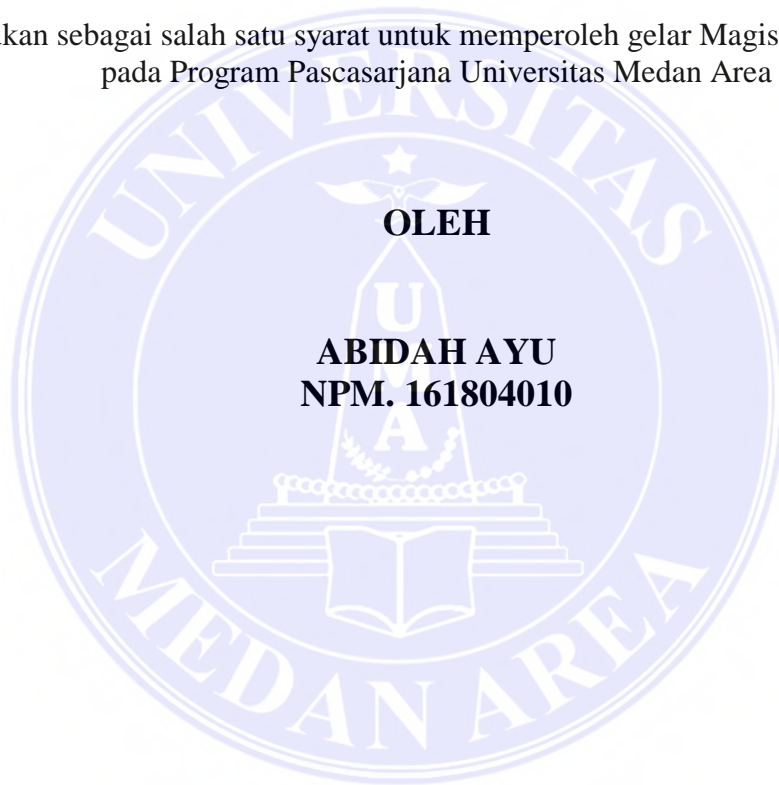 kan sebagai salah satu syarat untuk memperoleh gelar Magis
pada Program Pascasarjana Universitas Medan Area
UNIVERSITAS
OLEH
U
ABIDAH AYU
M
NPM. 161804010
A
MEDAN AREA